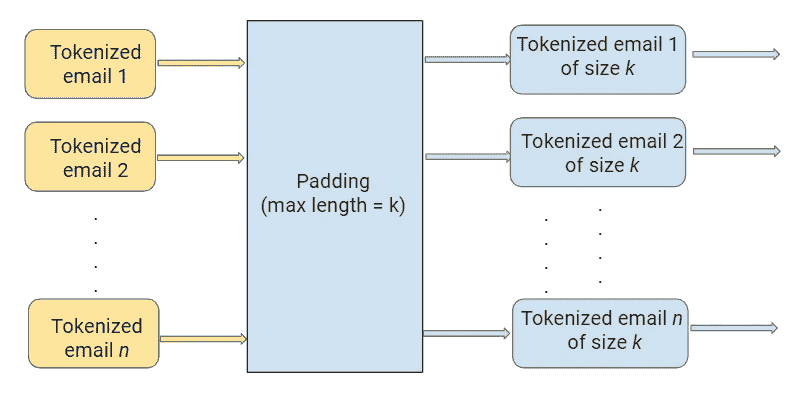 Tokenized
email 1
Tokenized
email 2
Tokenized
email n
Padding
(max length = k)
Tokenized email 1
of size k
Tokenized email 2
of size k
Tokenized email n
of size k